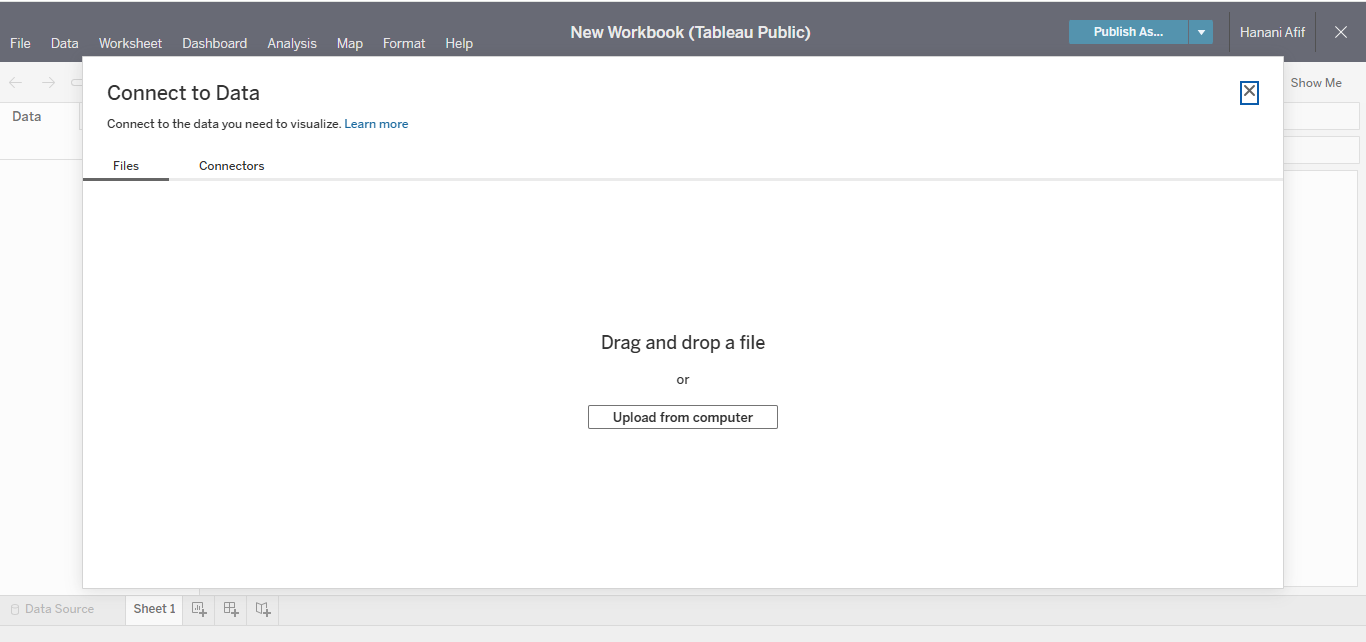 New Workbook (Tableau Public)
Publish As...
Hanani Afif
File Data Worksheet Dashboard Analysis Map Format Help
Show Me
Data
Connect to Data
Connect to the data you need to visualize. Learn more
Files Connectors
Drag and drop a file
or
Upload from computer
Data Source Sheet 1